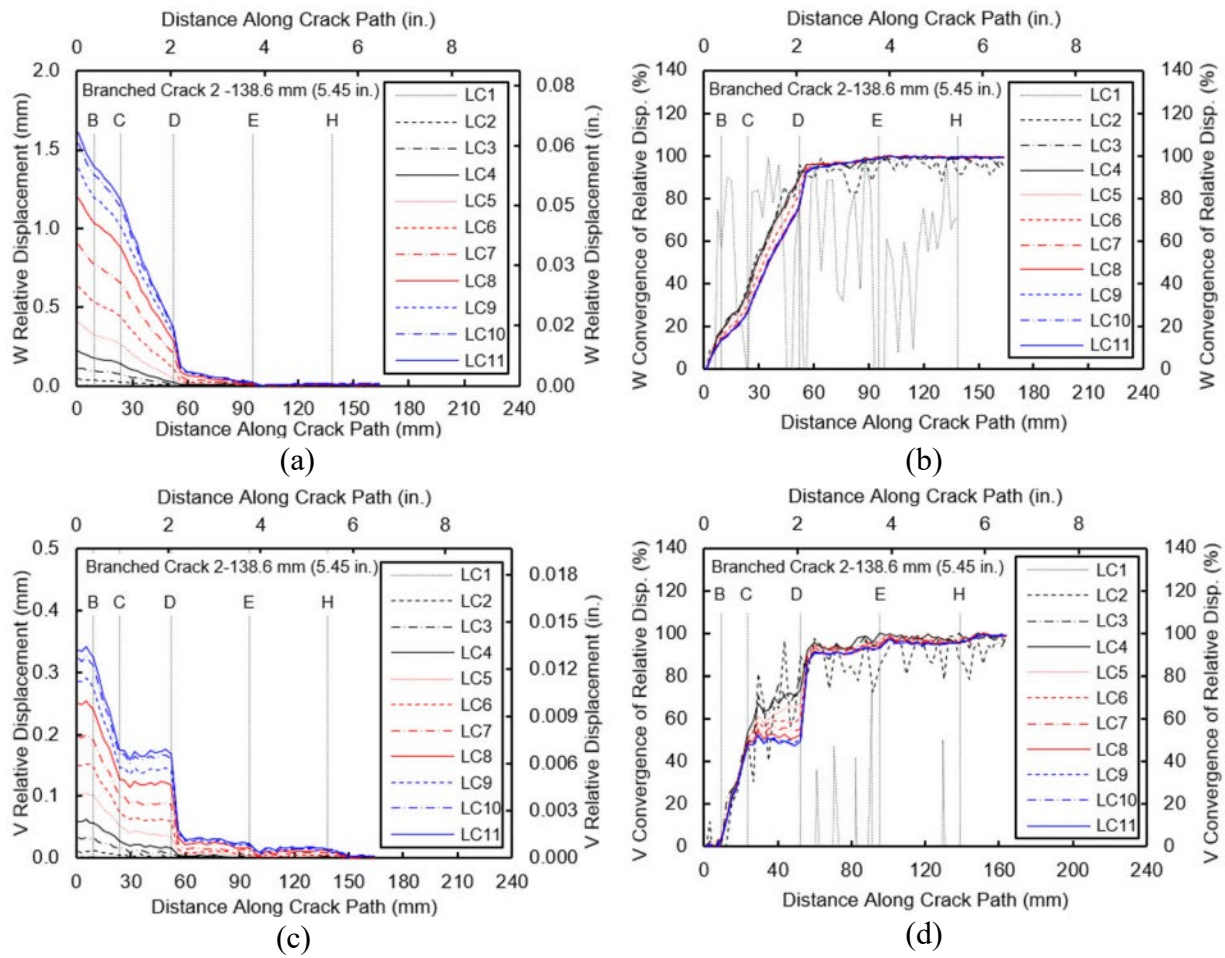 Distance Along Crack Path (in.)
0 2 4 6 8
2.0
1.5
1.0
0.5
0.0
W Relative Displacement (mm)
Branched Crack 2 -138.6 mm (5.45 in.)
B C D E H
LC1
LC2
LC3
LC4
LC5
LC6
LC7
LC8
LC9
LC10
LC11
0.08
0.06
0.05
0.03
0.02
0.00
W Relative Displacement (in.)
0 30 60 90 120 150 180 210 240
Distance Along Crack Path (mm)
(a)
Distance Along Crack Path (in.)
0 2 4 6 8
140
120
100
80
60
40
20
0
W Convergence of Relative Disp. (%)
Branched Crack 2-138.6 mm (5.45 in.)
B C D E H
LC1
LC2
LC3
LC4
LC5
LC6
LC7
LC8
LC9
LC10
LC11
140
120
100
80
60
40
20
0
W Convergence of Relative Disp. (%)
0 30 60 90 120 150 180 210 240
Distance Along Crack Path (mm)
(b)
Distance Along Crack Path (in.)
0 2 4 6 8
0.5
0.4
0.3
0.2
0.1
0.0
V Relative Displacement (mm)
Branched Crack 2-138.6 mm (5.45 in.)
B C D E H
LC1
LC2
LC3
LC4
LC5
LC6
LC7
LC8
LC9
LC10
LC11
0.018
0.015
0.012
0.009
0.006
0.003
0.000
V Relative Displacement (in.)
0 30 60 90 120 150 180 210 240
Distance Along Crack Path (mm)
(c)
Distance Along Crack Path (in.)
0 2 4 6 8
140
120
100
80
60
40
20
0
V Convergence of Relative Disp. (%)
Branched Crack 2-138.6 mm (5.45 in.)
B C D E H
LC1
LC2
LC3
LC4
LC5
LC6
LC7
LC8
LC9
LC10
LC11
140
120
100
80
60
40
20
0
V Convergence of Relative Disp. (%)
0 40 80 120 160 200 240
Distance Along Crack Path (mm)
(d)